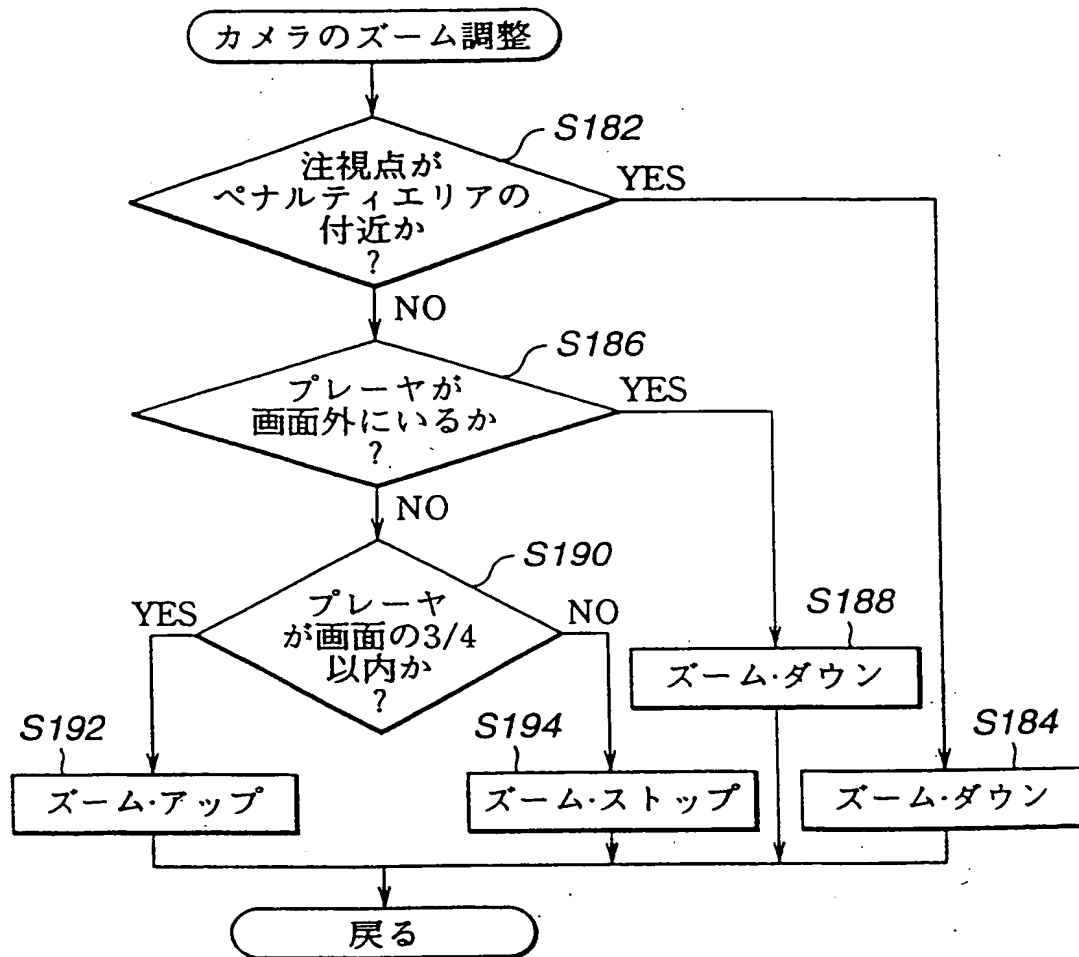 カメラのズーム調整
S182
注視点が
ペナルティエリアの
付近か
?
YES
NO
S186
プレーヤが
画面外にいるか
?
YES
NO
S190
プレーヤ
が画面の3/4
以内か
?
YES
NO
S188
ズーム・ダウン
S192
ズーム・アップ
S194
ズーム・ストップ
S184
ズーム・ダウン
戻る